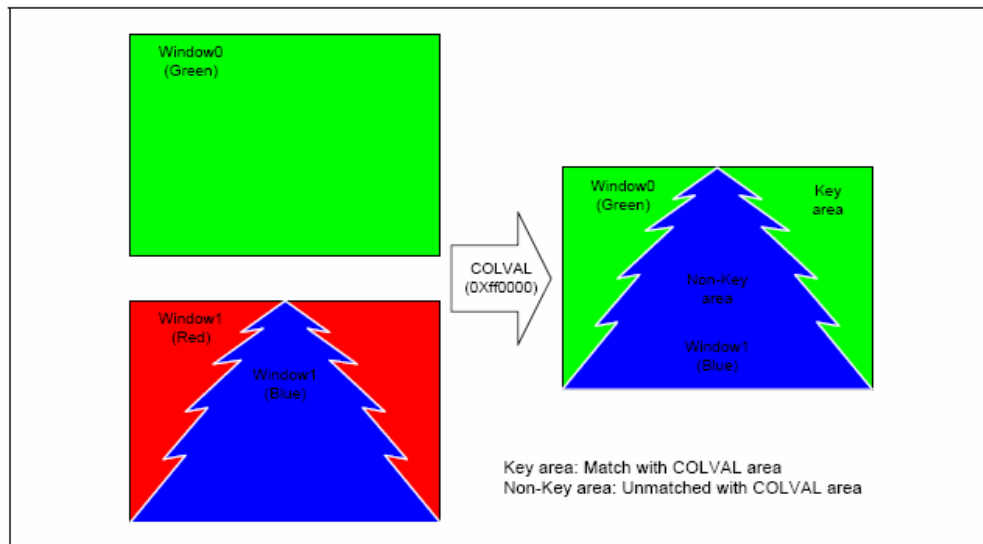 Window0
(Green)
Window1
(Red)
Window1
(Blue)
COLVAL
(0Xff0000)
Window0
(Green)
Key
area
Non-Key
area
Window1
(Blue)
Key area: Match with COLVAL area
Non-Key area: Unmatched with COLVAL area